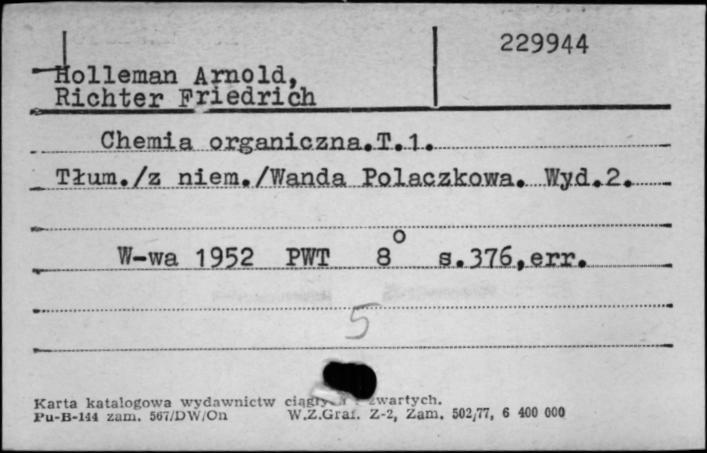 229944
Holleman Arnold,
Richter Friedrich
Chemia organiczna.T.1.
Tłum./z niem./Wanda Polaczkowa. Wyd.2.
W-wa 1952 PWT 8° s.376,err.
5
Karta katalogowa wydawnictw
Pu-B-144 zam. 567/DW/On W.Z.Graf. Z-2, Zam. 502/77, 6 400 000